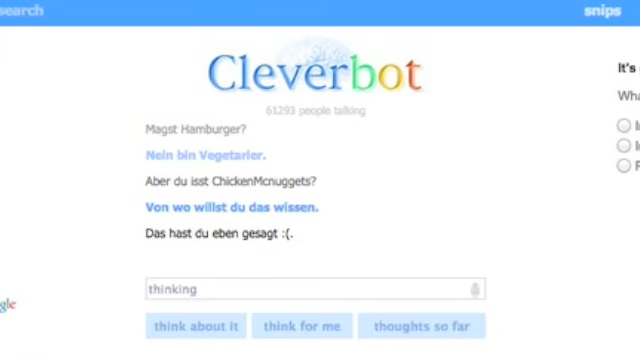 search
snips
Cleverbot
61293 people talking
It's
Magst Hamburger?
Nein bin Vegetarier.
Aber du isst ChickenMcnuggets?
Von wo willst du das wissen.
Das hast du eben gesagt :(.
thinking
think about it
think for me
thoughts so far